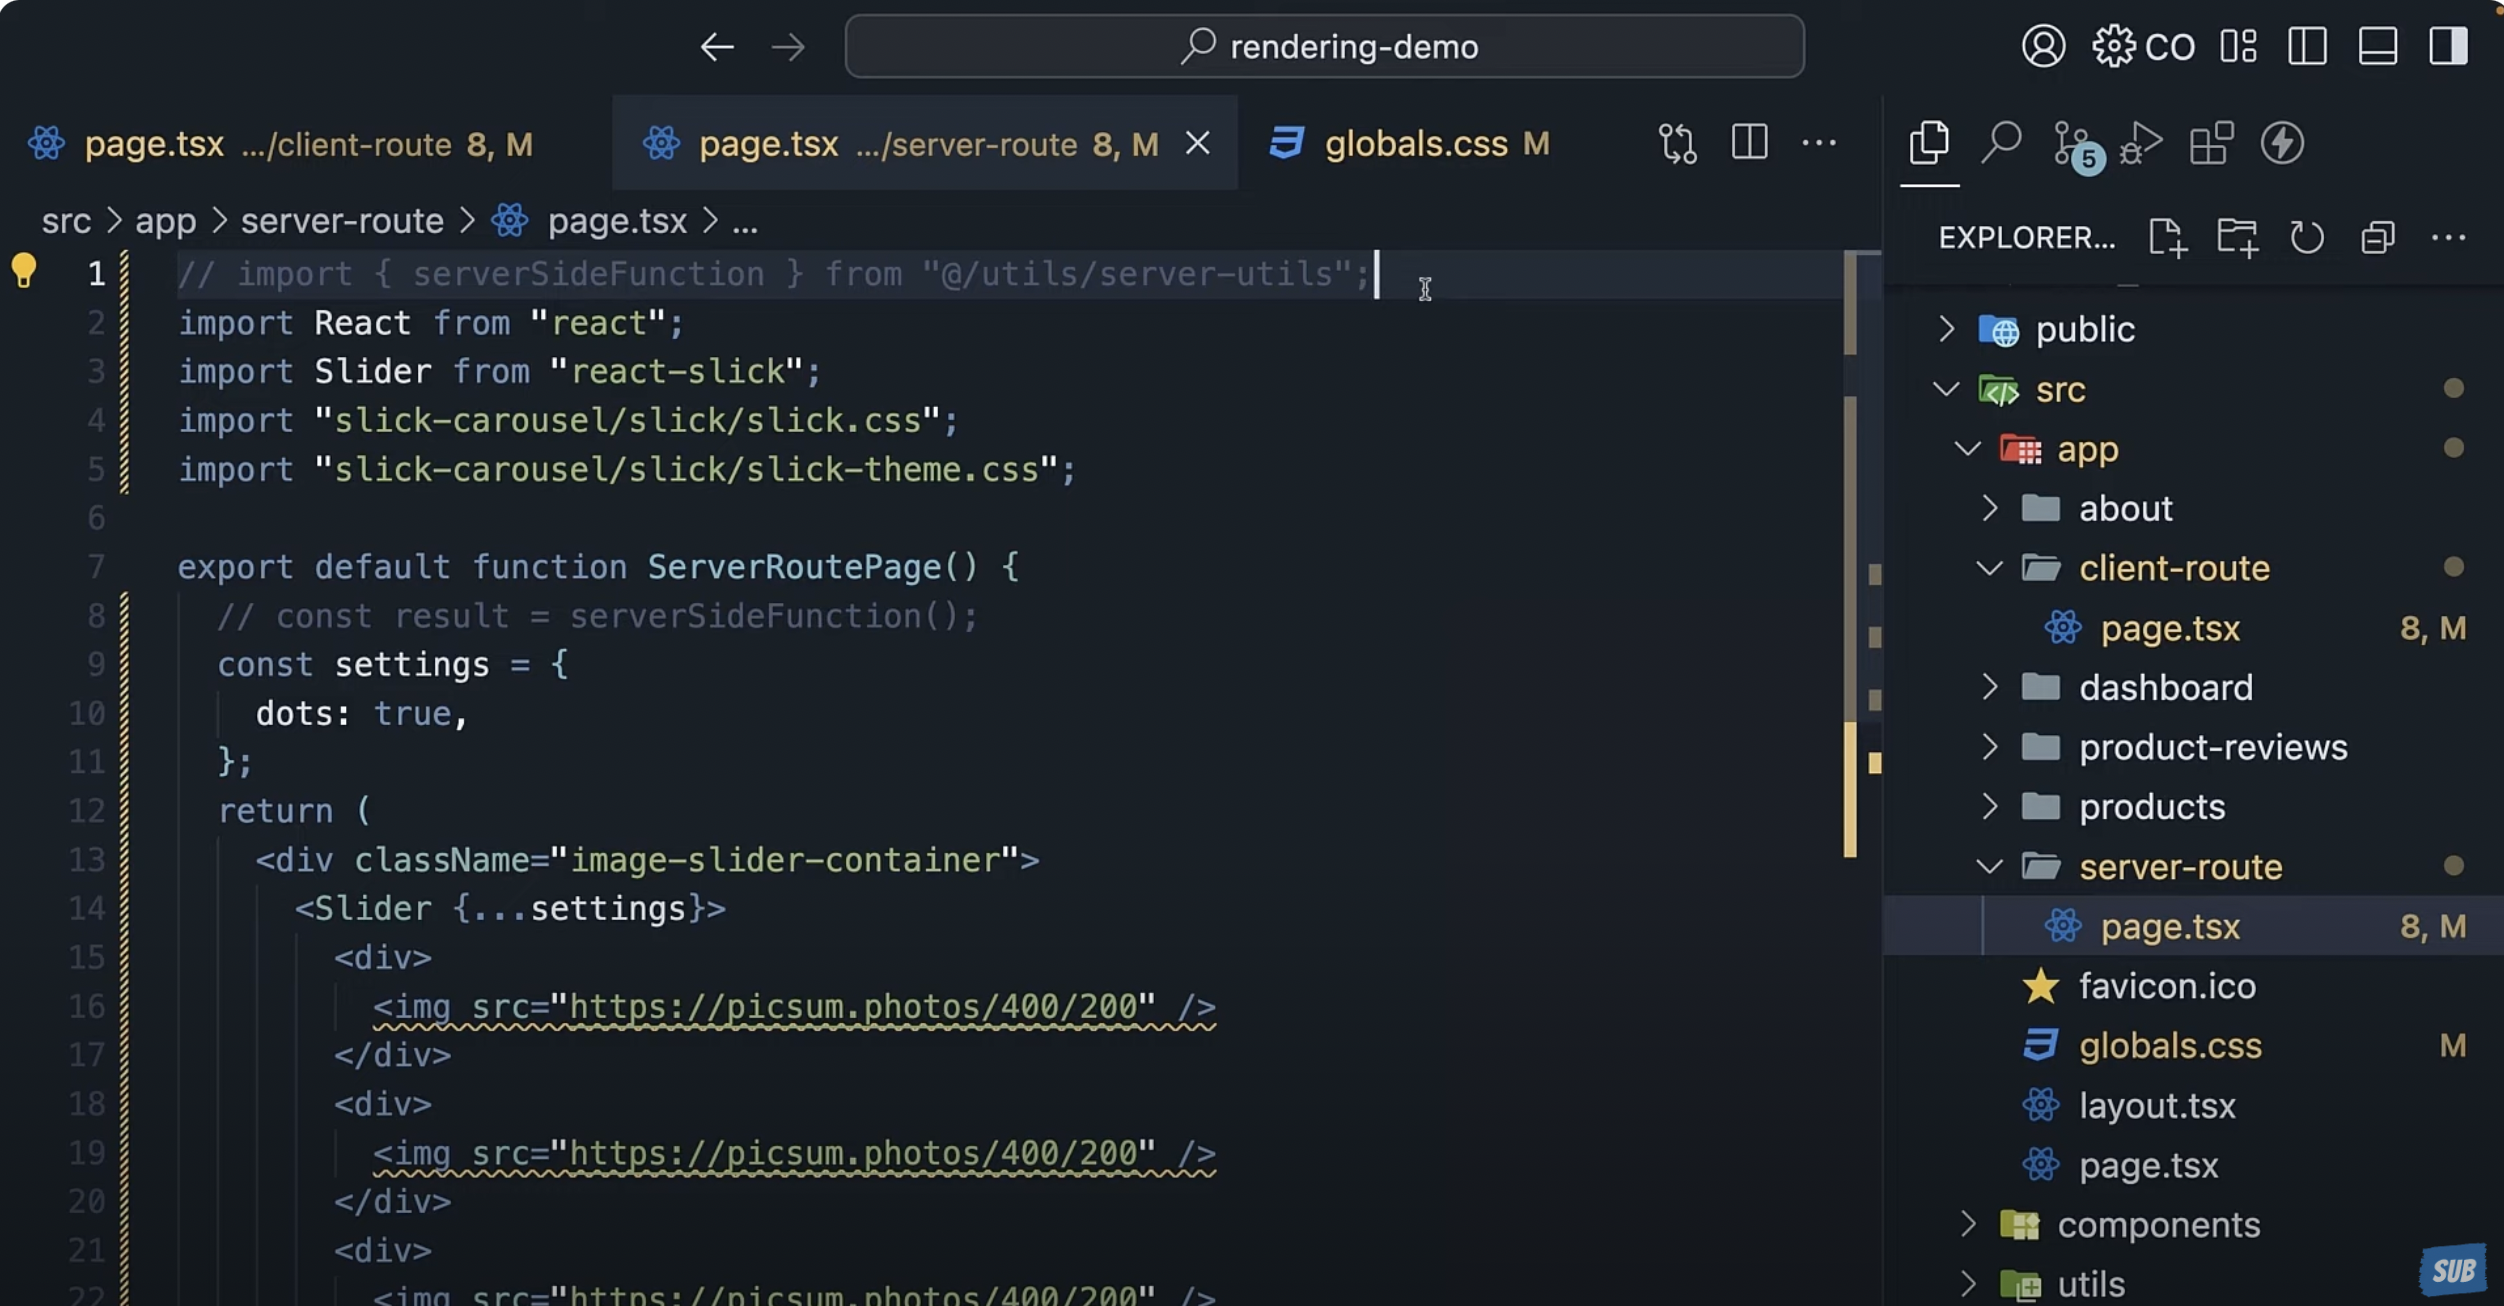 rendering-demo
CO
page.tsx .../client-route 8, M
page.tsx .../server-route 8, M
globals.css M
5
src > app > server-route > page.tsx > ...
EXPLORER...
1 // import { serverSideFunction } from "@/utils/server-utils";
2 import React from "react";
3 import Slider from "react-slick";
4 import "slick-carousel/slick/slick.css";
5 import "slick-carousel/slick/slick-theme.css";
6
7 export default function ServerRoutePage() {
8 // const result = serverSideFunction();
9 const settings = {
10 dots: true,
11 };
12 return (
13 <div className="image-slider-container">
14 <Slider {...settings}>
15 <div>
16 <img src="https://picsum.photos/400/200" />
17 </div>
18 <div>
19 <img src="https://picsum.photos/400/200" />
20 </div>
21 <div>
22 <img src="https://picsum.photos/400/200" />
public
src
app
about
client-route
page.tsx 8, M
dashboard
product-reviews
products
server-route
page.tsx 8, M
favicon.ico
globals.css M
layout.tsx
page.tsx
components
utils
SUB